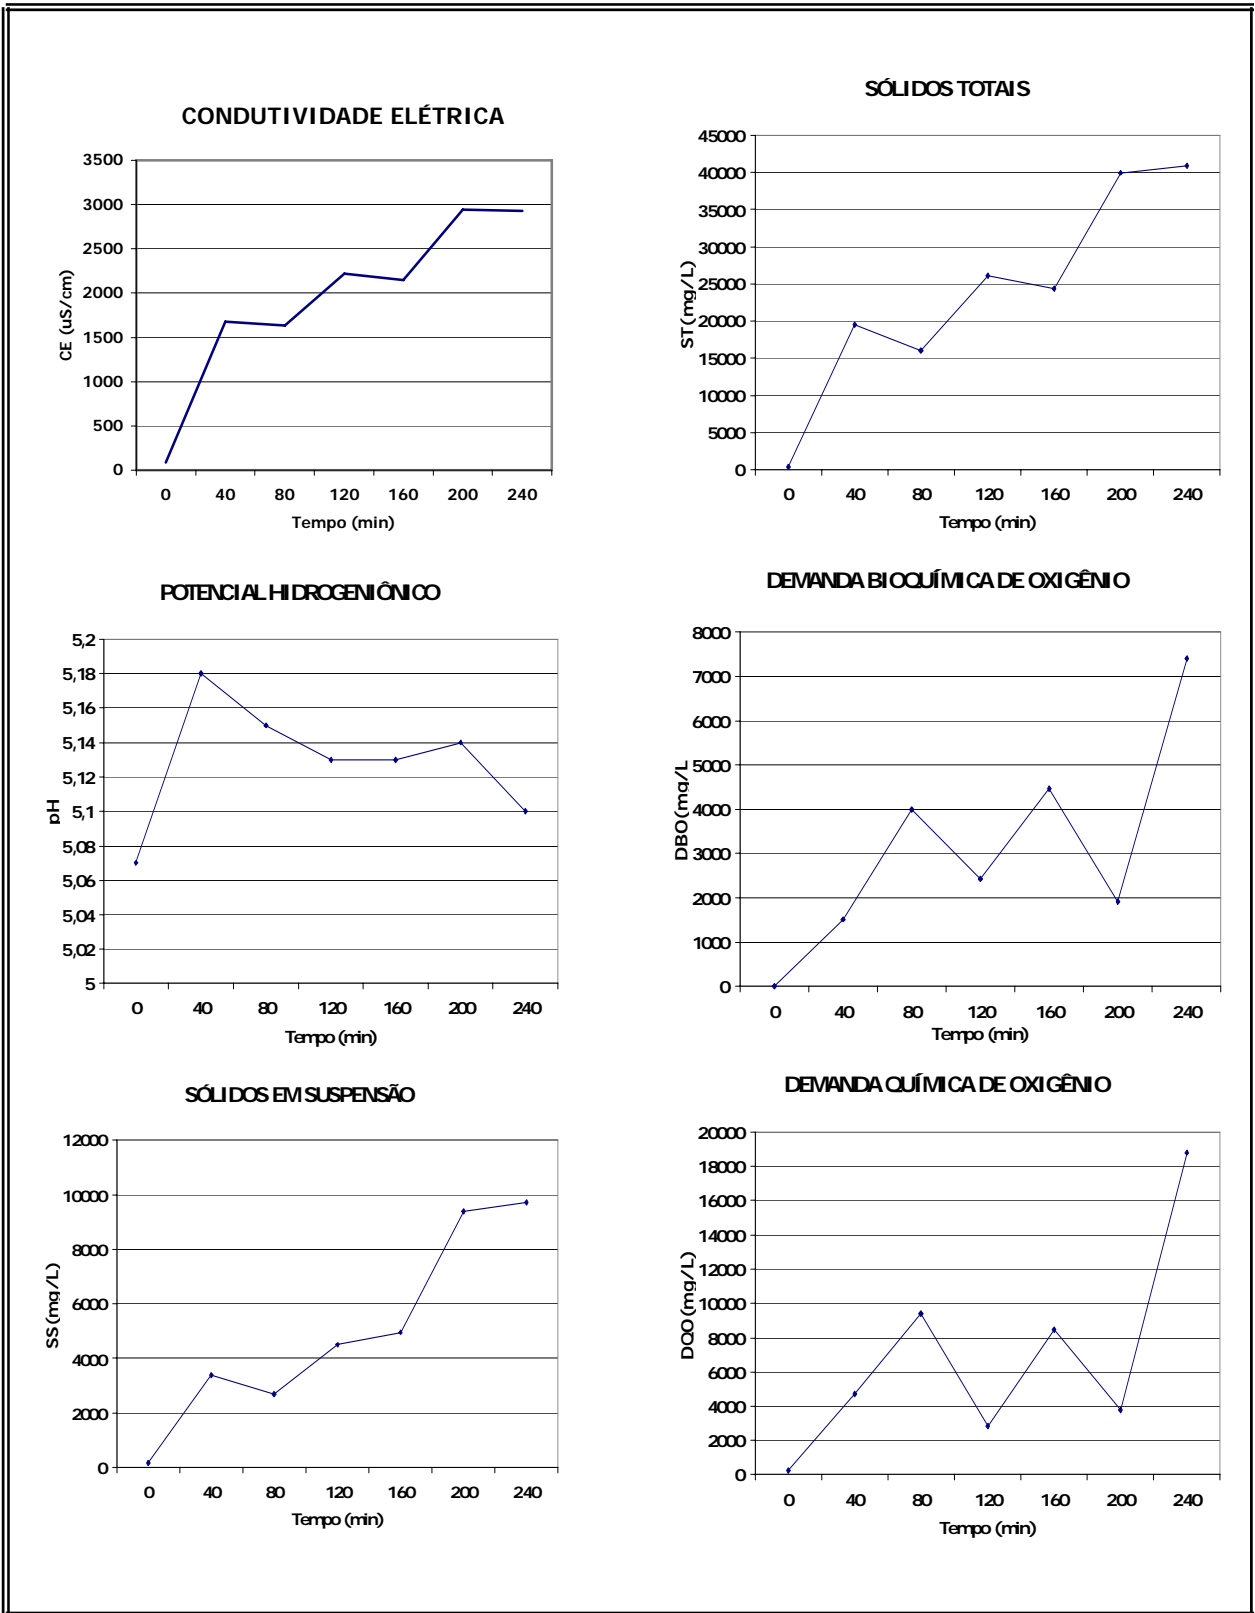 CONDUTIVIDADE ELÉTRICA
3500
3000
2500
2000
1500
1000
500
0
CE (uS/cm)
0 40 80 120 160 200 240
Tempo (min)
SÓLIDOS TOTAIS
45000
40000
35000
30000
25000
20000
15000
10000
5000
0
ST (mg/L)
0 40 80 120 160 200 240
Tempo (min)
POTENCIAL HIDROGENIÔNICO
5,2
5,18
5,16
5,14
5,12
5,1
5,08
5,06
5,04
5,02
5
pH
0 40 80 120 160 200 240
Tempo (min)
DEMANDA BIOQUÍMICA DE OXIGÊNIO
8000
7000
6000
5000
4000
3000
2000
1000
0
DBO (mg/L
0 40 80 120 160 200 240
Tempo (min)
SÓLIDOS EM SUSPENSÃO
12000
10000
8000
6000
4000
2000
0
SS (mg/L)
0 40 80 120 160 200 240
Tempo (min)
DEMANDA QUÍMICA DE OXIGÊNIO
20000
18000
16000
14000
12000
10000
8000
6000
4000
2000
0
DQO (mg/L)
0 40 80 120 160 200 240
Tempo (min)